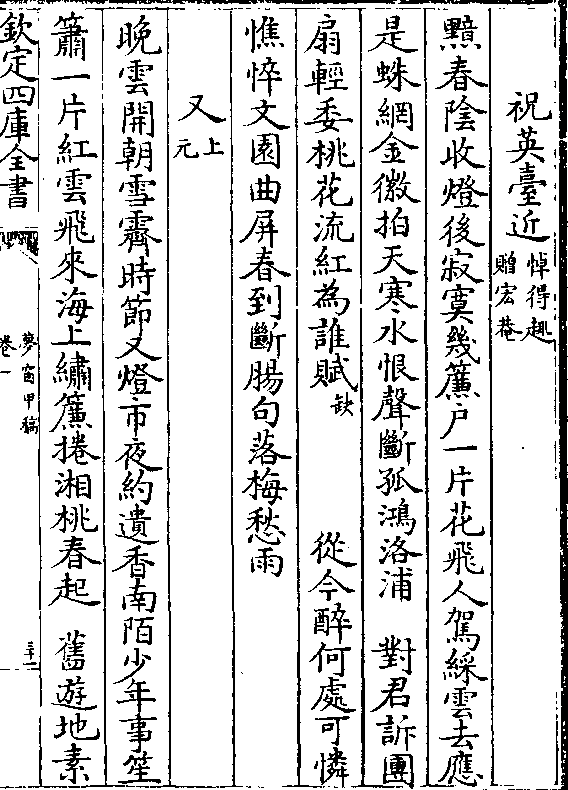 祝英臺近 悼得趣
贈宏菴
黯春陰收燈後寂寞幾簾户一片花飛人駕綵雲去應
是蛛網金徽拍天寒水恨聲斷孤鴻洛浦 對君訴團
扇輕委桃花流紅為誰賦 缺 從今醉何處可憐
憔悴文園曲屏春到斷腸句落梅愁雨
又 上
元
晚雲開朝雪霽時節又燈市夜約遺香南陌少年事笙
簫一片紅雲飛來海上繡簾捲湘桃春起 舊遊地素
欽定四庫全書
夢窗甲稿
卷一
三十二